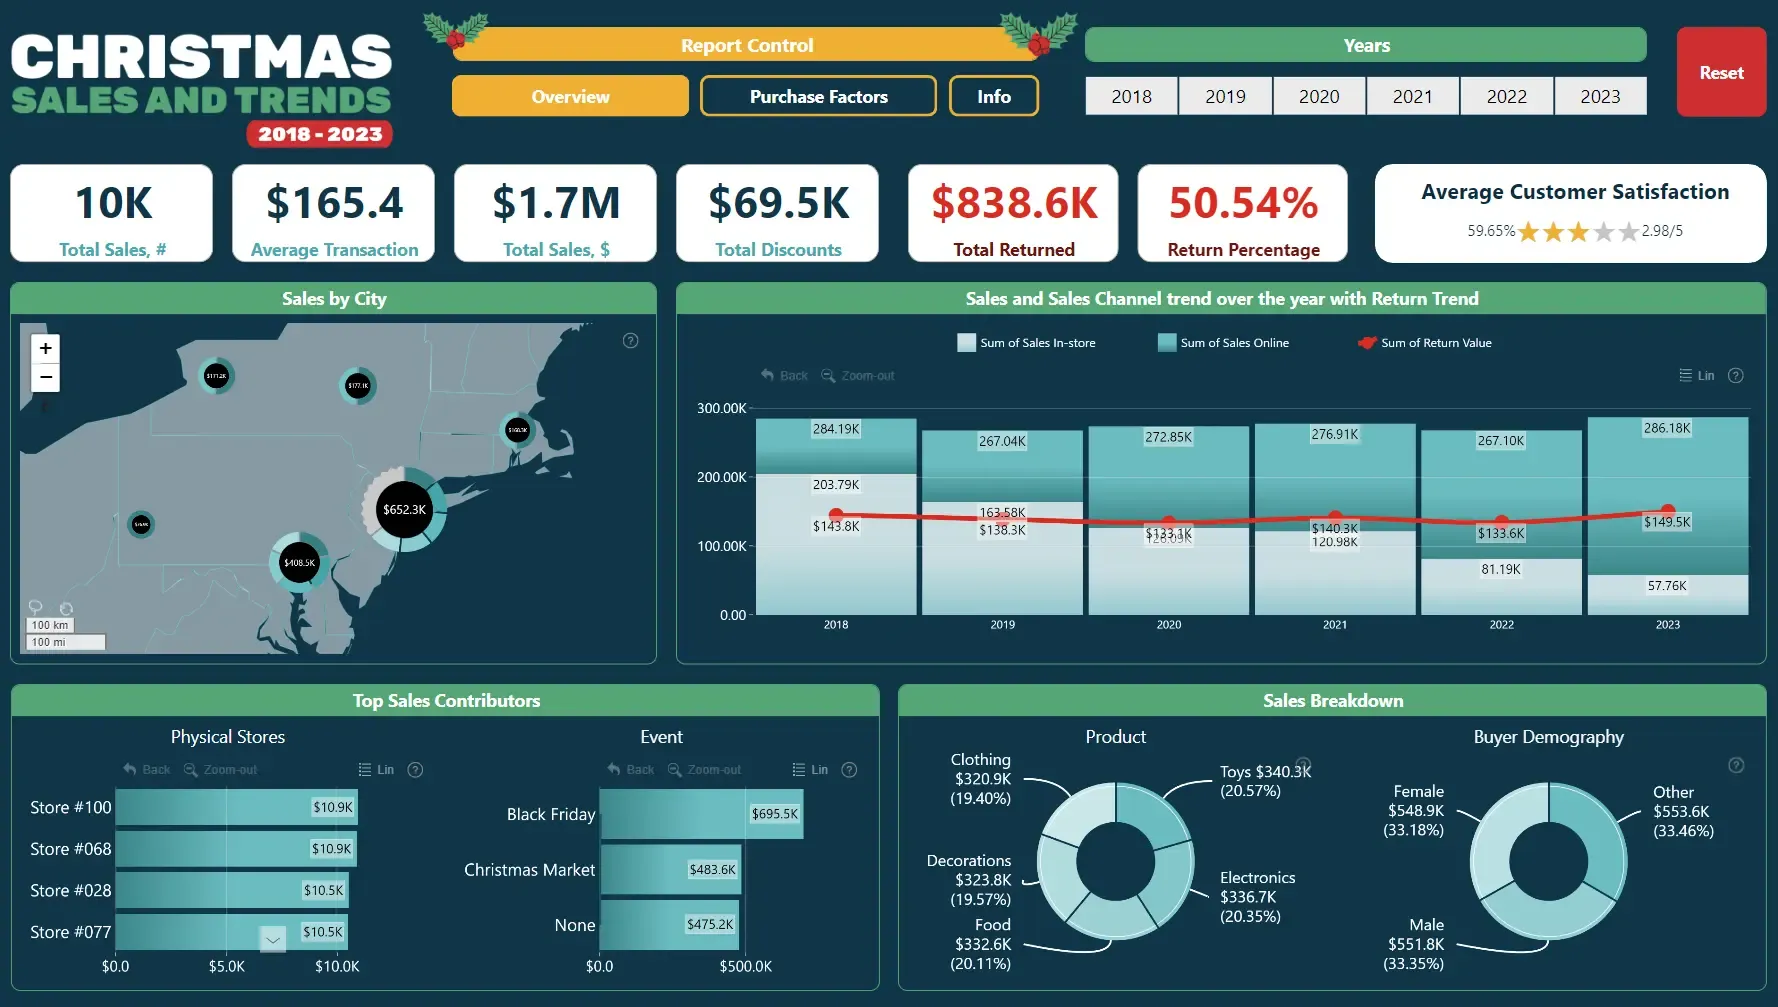 CHRISTMAS
SALES AND TRENDS
2018 - 2023
Report Control
Overview
Purchase Factors
Info
Years
2018
2019
2020
2021
2022
2023
Reset
10K
Total Sales, #
$165.4
Average Transaction
$1.7M
Total Sales, $
$69.5K
Total Discounts
$838.6K
Total Returned
50.54%
Return Percentage
Average Customer Satisfaction
59.65%
2.98/5
Sales by City
+
−
?
$171.2K
$177.1K
$652.3K
$408.5K
100 km
100 mi
Sales and Sales Channel trend over the year with Return Trend
Sum of Sales In-store
Sum of Sales Online
Sum of Return Value
Back
Zoom-out
Lin
?
300.00K
200.00K
100.00K
0.00
284.19K
267.04K
272.85K
276.91K
267.10K
286.18K
203.79K
163.58K
120.98K
81.19K
57.76K
$143.8K
$138.3K
$133.1K
$140.3K
$133.6K
$149.5K
2018
2019
2020
2021
2022
2023
Top Sales Contributors
Physical Stores
Back
Zoom-out
Lin
?
Store #100
$10.9K
Store #068
$10.9K
Store #028
$10.5K
Store #077
$10.5K
$0.0
$5.0K
$10.0K
Event
Back
Zoom-out
Lin
?
Black Friday
$695.5K
Christmas Market
$483.6K
None
$475.2K
$0.0
$500.0K
Sales Breakdown
Product
?
Clothing
$320.9K
(19.40%)
Toys $340.3K
(20.57%)
Decorations
$323.8K
(19.57%)
Electronics
$336.7K
(20.35%)
Food
$332.6K
(20.11%)
Buyer Demography
?
Female
$548.9K
(33.18%)
Other
$553.6K
(33.46%)
Male
$551.8K
(33.35%)